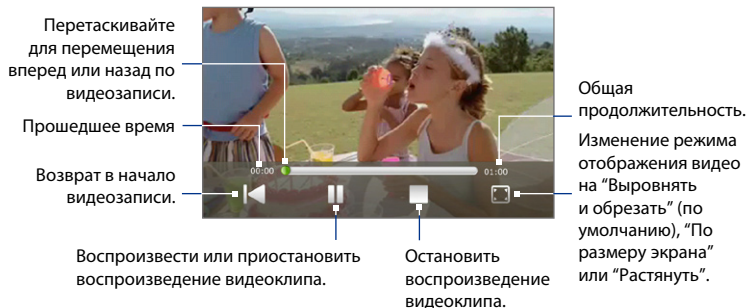 Перетаскивайте
для перемещения
вперед или назад по
видеозаписи.
Прошедшее время
Возврат в начало
видеозаписи.
00:00
01:00
Общая
продолжительность.
Изменение режима
отображения видео
на “Выровнять
и обрезать” (по
умолчанию), “По
размеру экрана”
или “Растянуть”.
Воспроизвести или приостановить
воспроизведение видеоклипа.
Остановить
воспроизведение
видеоклипа.